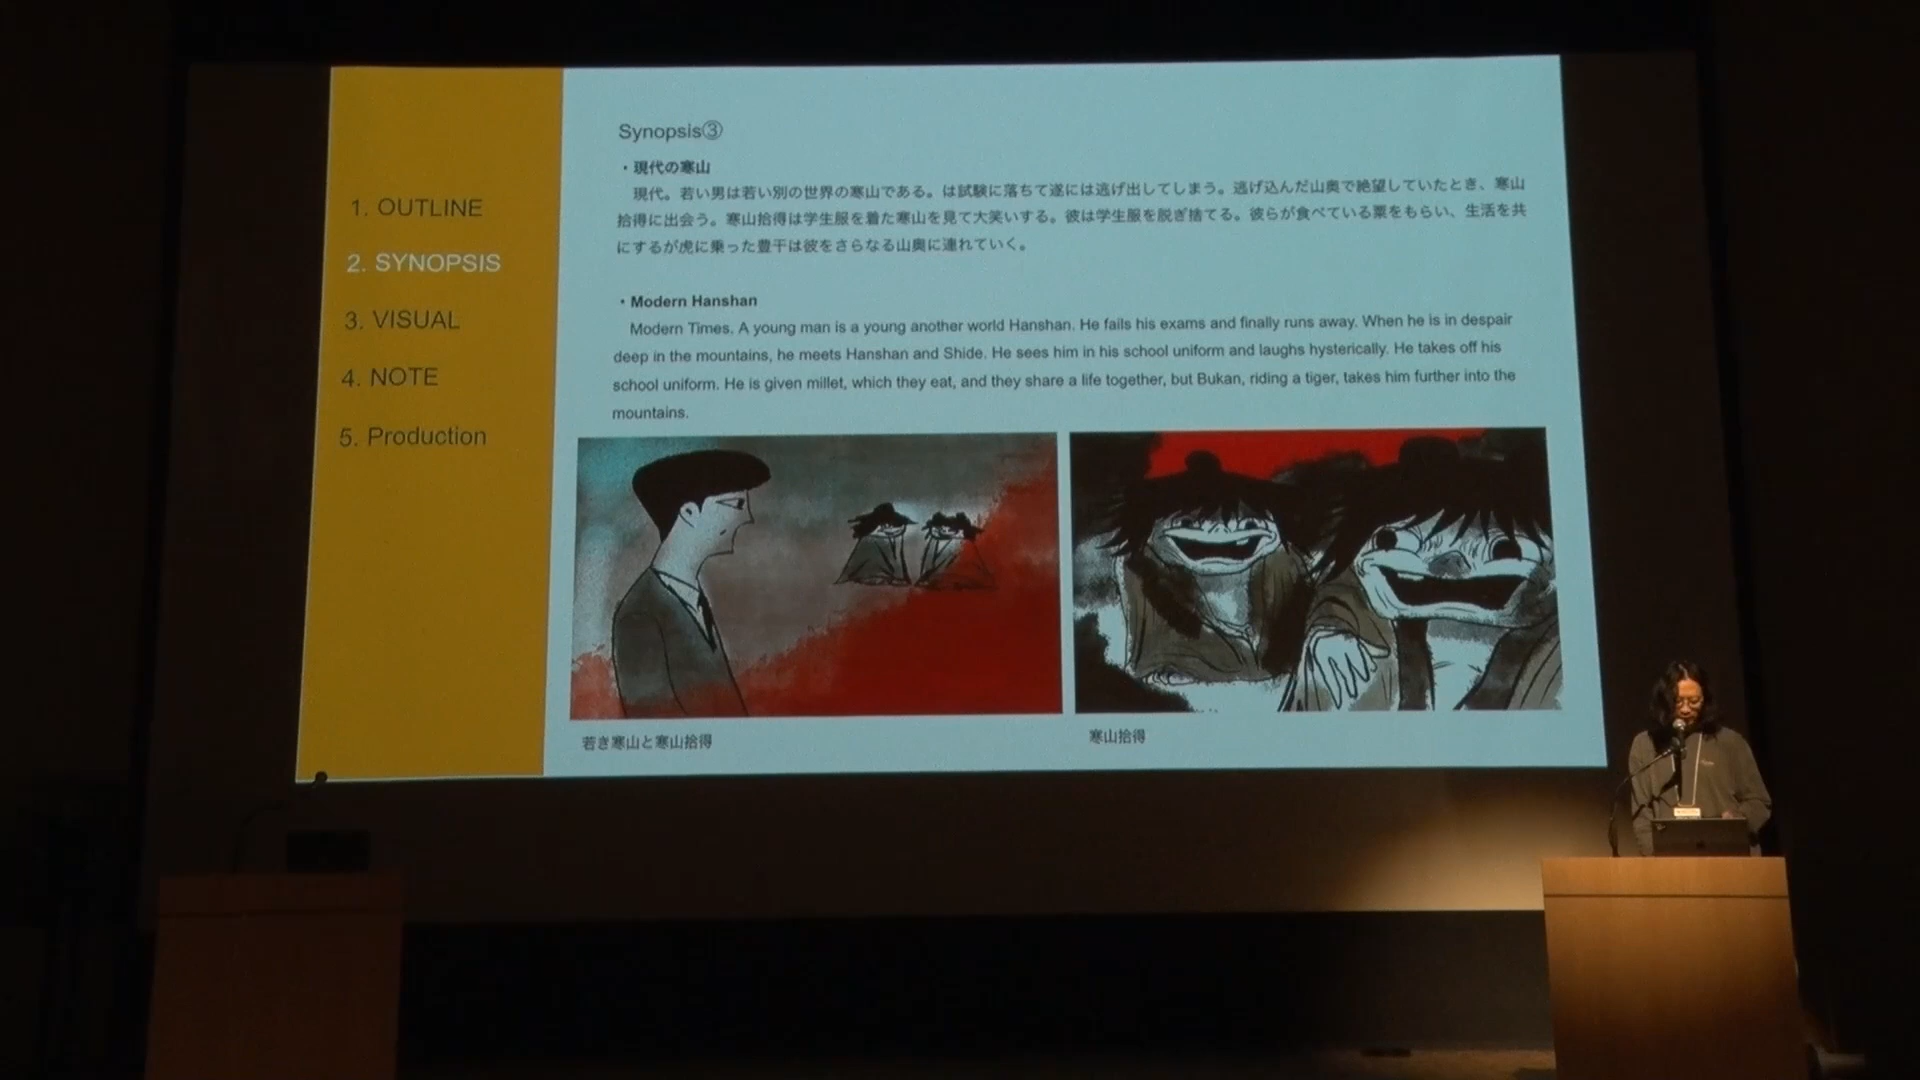 1. OUTLINE
2. SYNOPSIS
3. VISUAL
4. NOTE
5. Production
Synopsis③
・現代の寒山
現代。若い男は若い別の世界の寒山である。は試験に落ちて遂には逃げ出してしまう。逃げ込んだ山奥で絶望していたとき、寒山
拾得に出会う。寒山拾得は学生服を着た寒山を見て大笑いする。彼は学生服を脱ぎ捨てる。彼らが食べている粟をもらい、生活を共
にするが虎に乗った豊干は彼をさらなる山奥に連れていく。
・Modern Hanshan
Modern Times. A young man is a young another world Hanshan. He fails his exams and finally runs away. When he is in despair
deep in the mountains, he meets Hanshan and Shide. He sees him in his school uniform and laughs hysterically. He takes off his
school uniform. He is given millet, which they eat, and they share a life together, but Bukan, riding a tiger, takes him further into the
mountains.
若き寒山と寒山拾得
寒山拾得